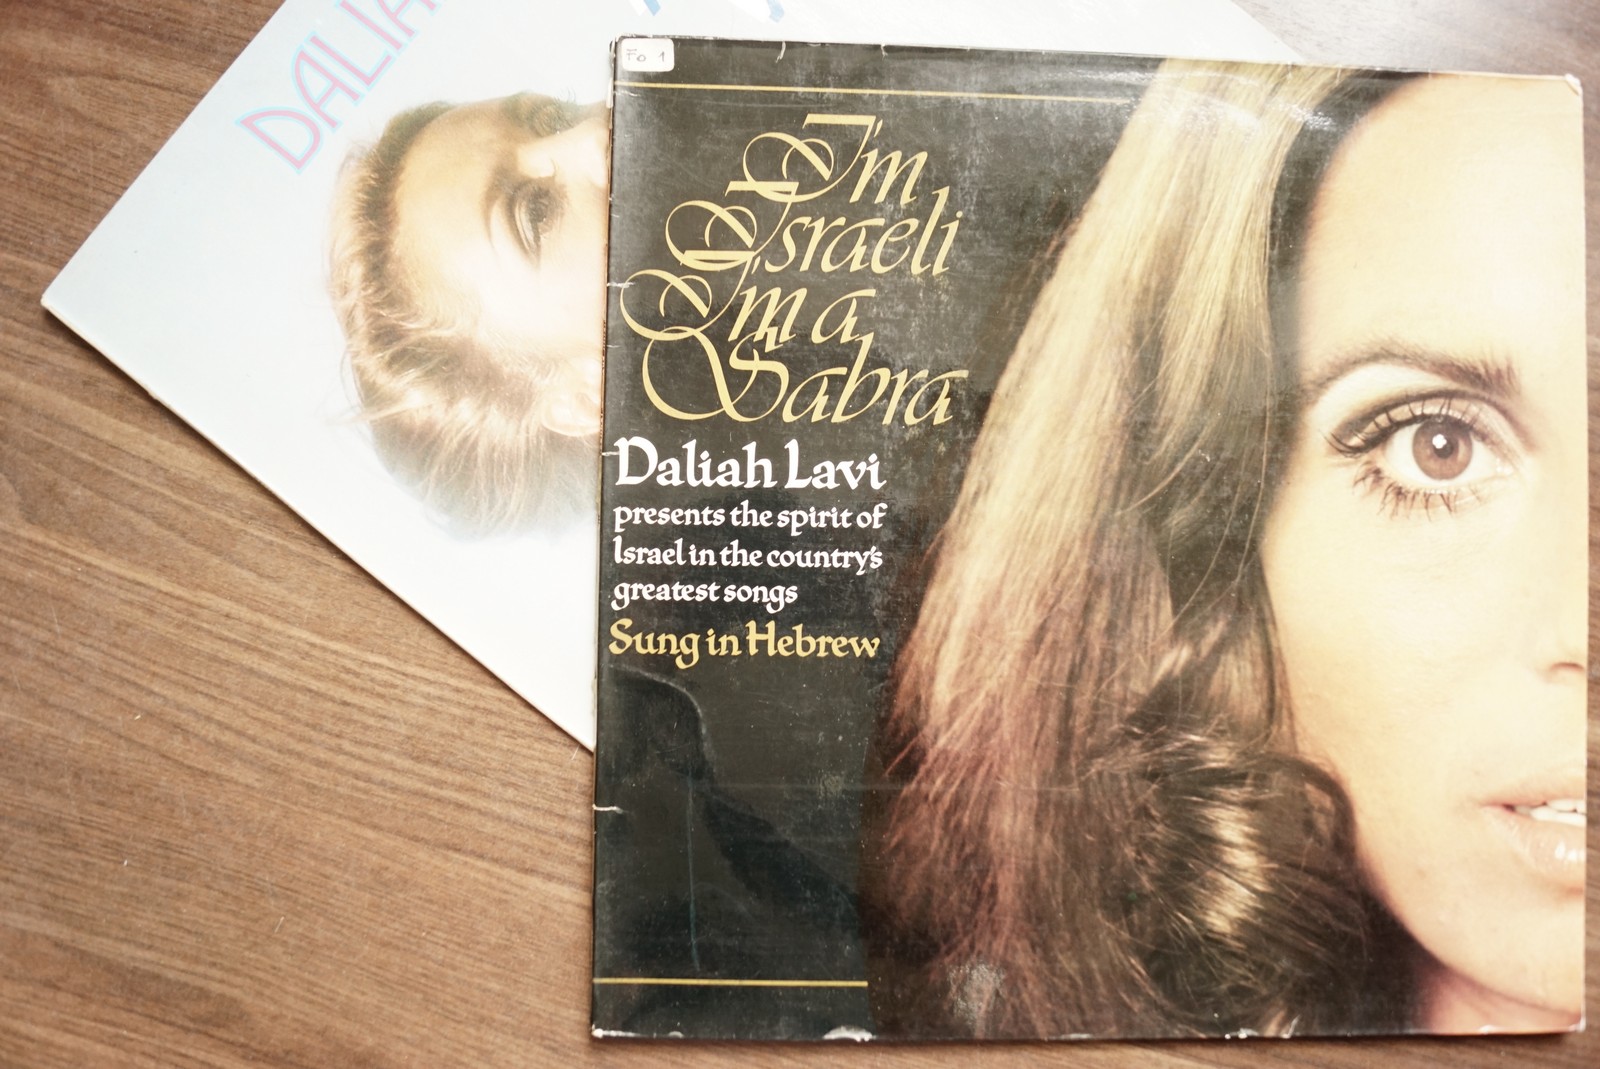 DALIA
Fo 1
I'm
Israeli
I'm a
Sabra
Daliah Lavi
presents the spirit of
Israel in the country's
greatest songs
Sung in Hebrew